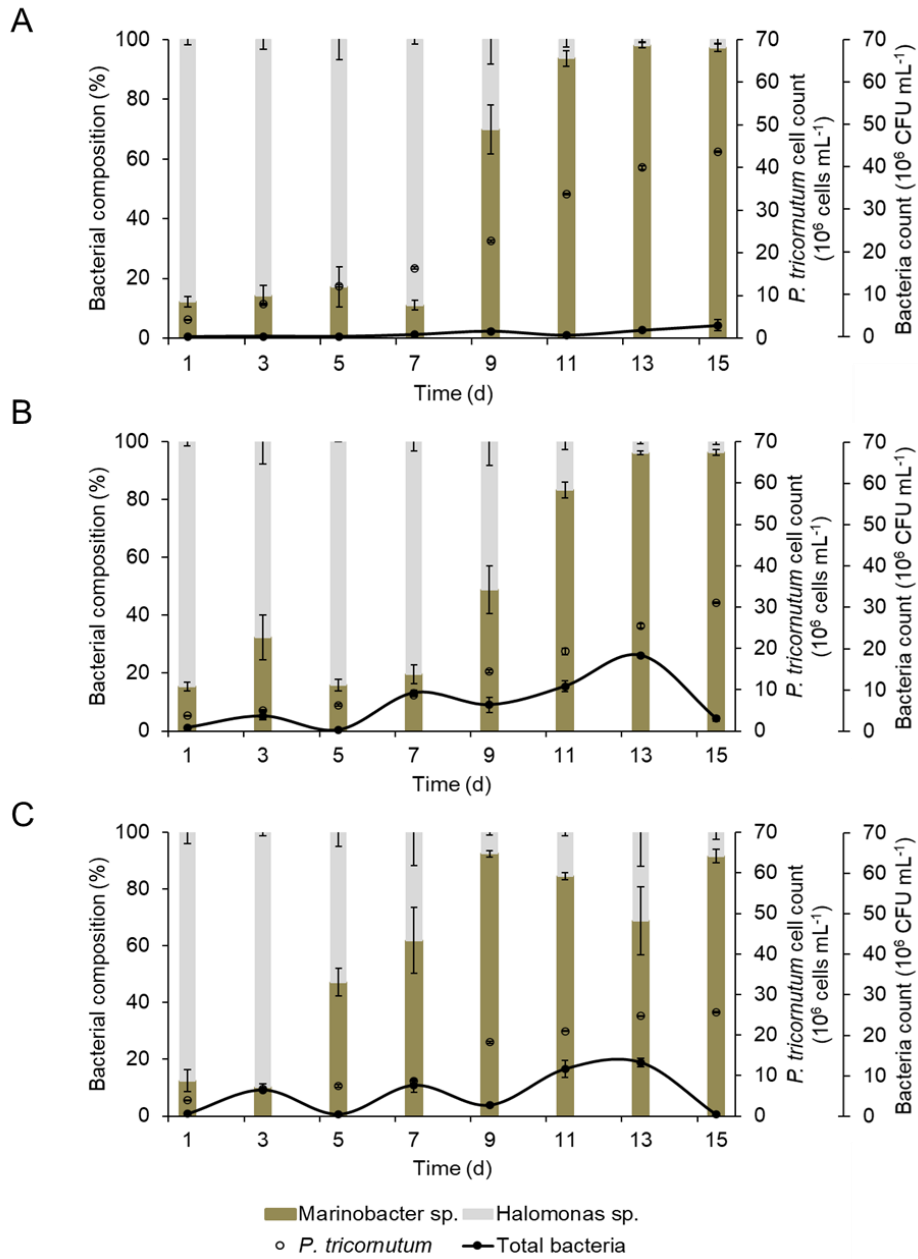 A
Bacterial composition (%)
100
80
60
40
20
0
1 3 5 7 9 11 13 15
Time (d)
70
60
50
40
30
20
10
0
P. tricornutum cell count
(10⁶ cells mL⁻¹)
70
60
50
40
30
20
10
0
Bacteria count (10⁶ CFU mL⁻¹)
B
Bacterial composition (%)
100
80
60
40
20
0
1 3 5 7 9 11 13 15
Time (d)
70
60
50
40
30
20
10
0
P. tricornutum cell count
(10⁶ cells mL⁻¹)
70
60
50
40
30
20
10
0
Bacteria count (10⁶ CFU mL⁻¹)
C
Bacterial composition (%)
100
80
60
40
20
0
1 3 5 7 9 11 13 15
Time (d)
70
60
50
40
30
20
10
0
P. tricornutum cell count
(10⁶ cells mL⁻¹)
70
60
50
40
30
20
10
0
Bacteria count (10⁶ CFU mL⁻¹)
Marinobacter sp. Halomonas sp.
P. tricornutum Total bacteria